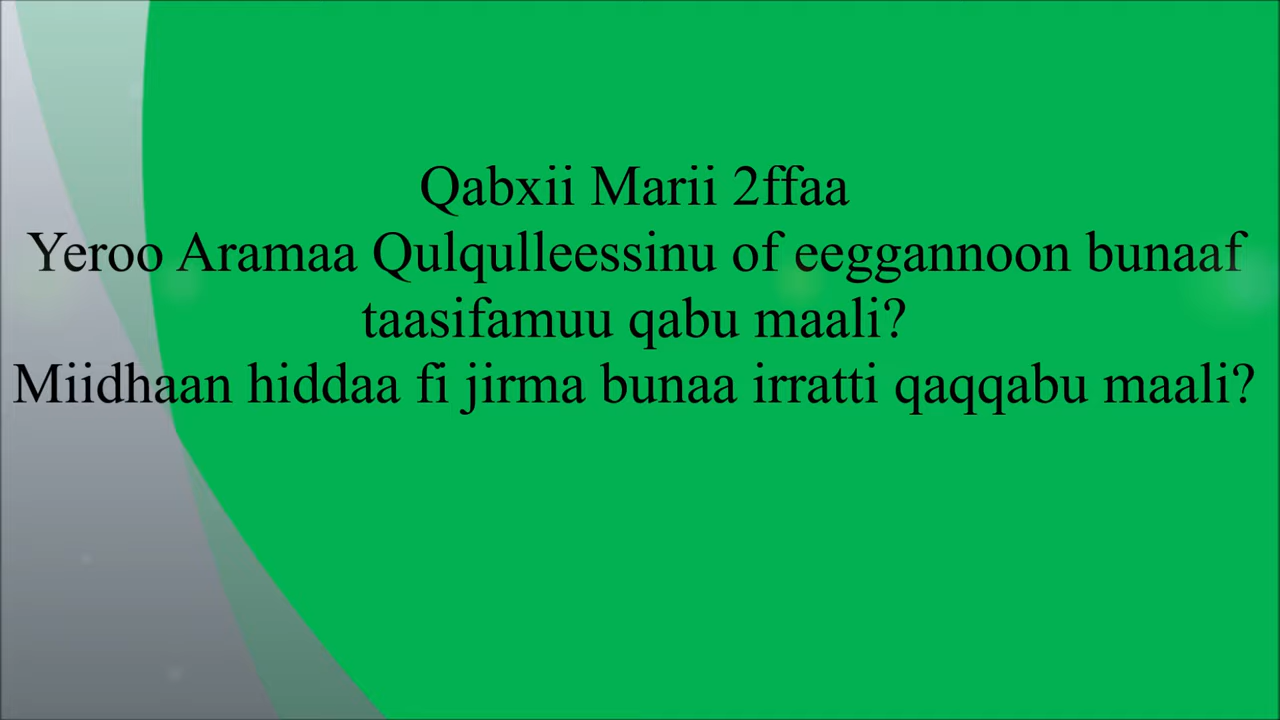 Qabxii Marii 2ffaa
Yeroo Aramaa Qulqulleessinu of eeggannoon bunaaf
taasifamuu qabu maali?
Miidhaan hiddaa fi jirma bunaa irratti qaqqabu maali?